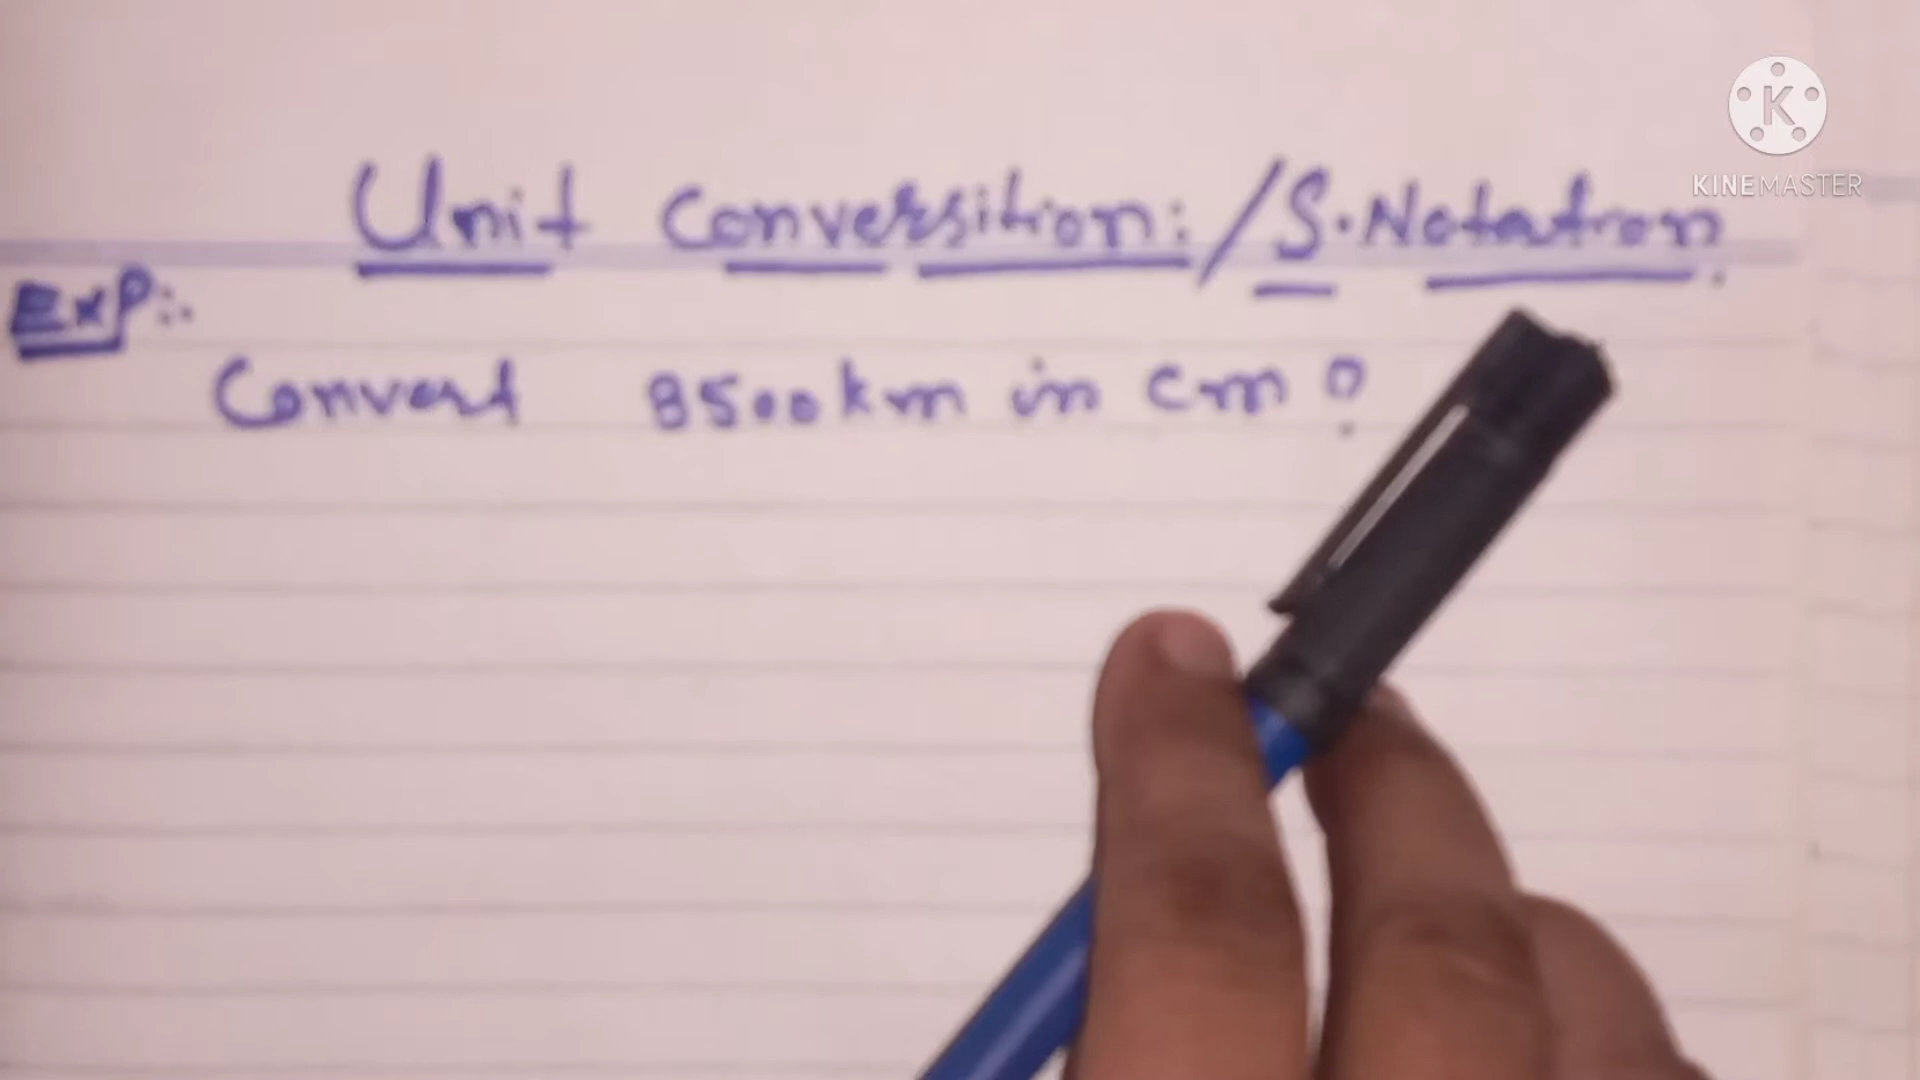 K
KINEMASTER
Unit Conversition:/S.Notation.
Exp:.
Convert 8500km in cm?